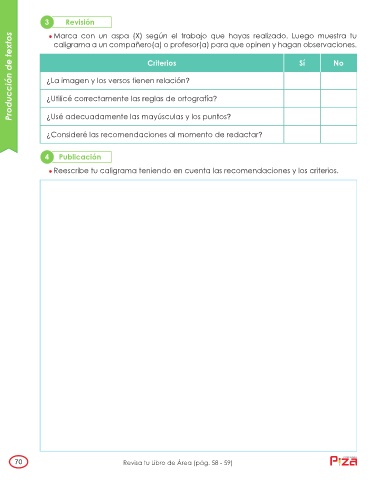 Producción de textos
3 Revisión
• Marca con un aspa (X) según el trabajo que hayas realizado. Luego muestra tu
caligrama a un compañero(a) o profesor(a) para que opinen y hagan observaciones.
Criterios Sí No
¿La imagen y los versos tienen relación?
¿Utilicé correctamente las reglas de ortografía?
¿Usé adecuadamente las mayúsculas y los puntos?
¿Consideré las recomendaciones al momento de redactar?
4 Publicación
• Reescribe tu caligrama teniendo en cuenta las recomendaciones y los criterios.
70
Revisa tu Libro de Área (pág. 58 - 59)